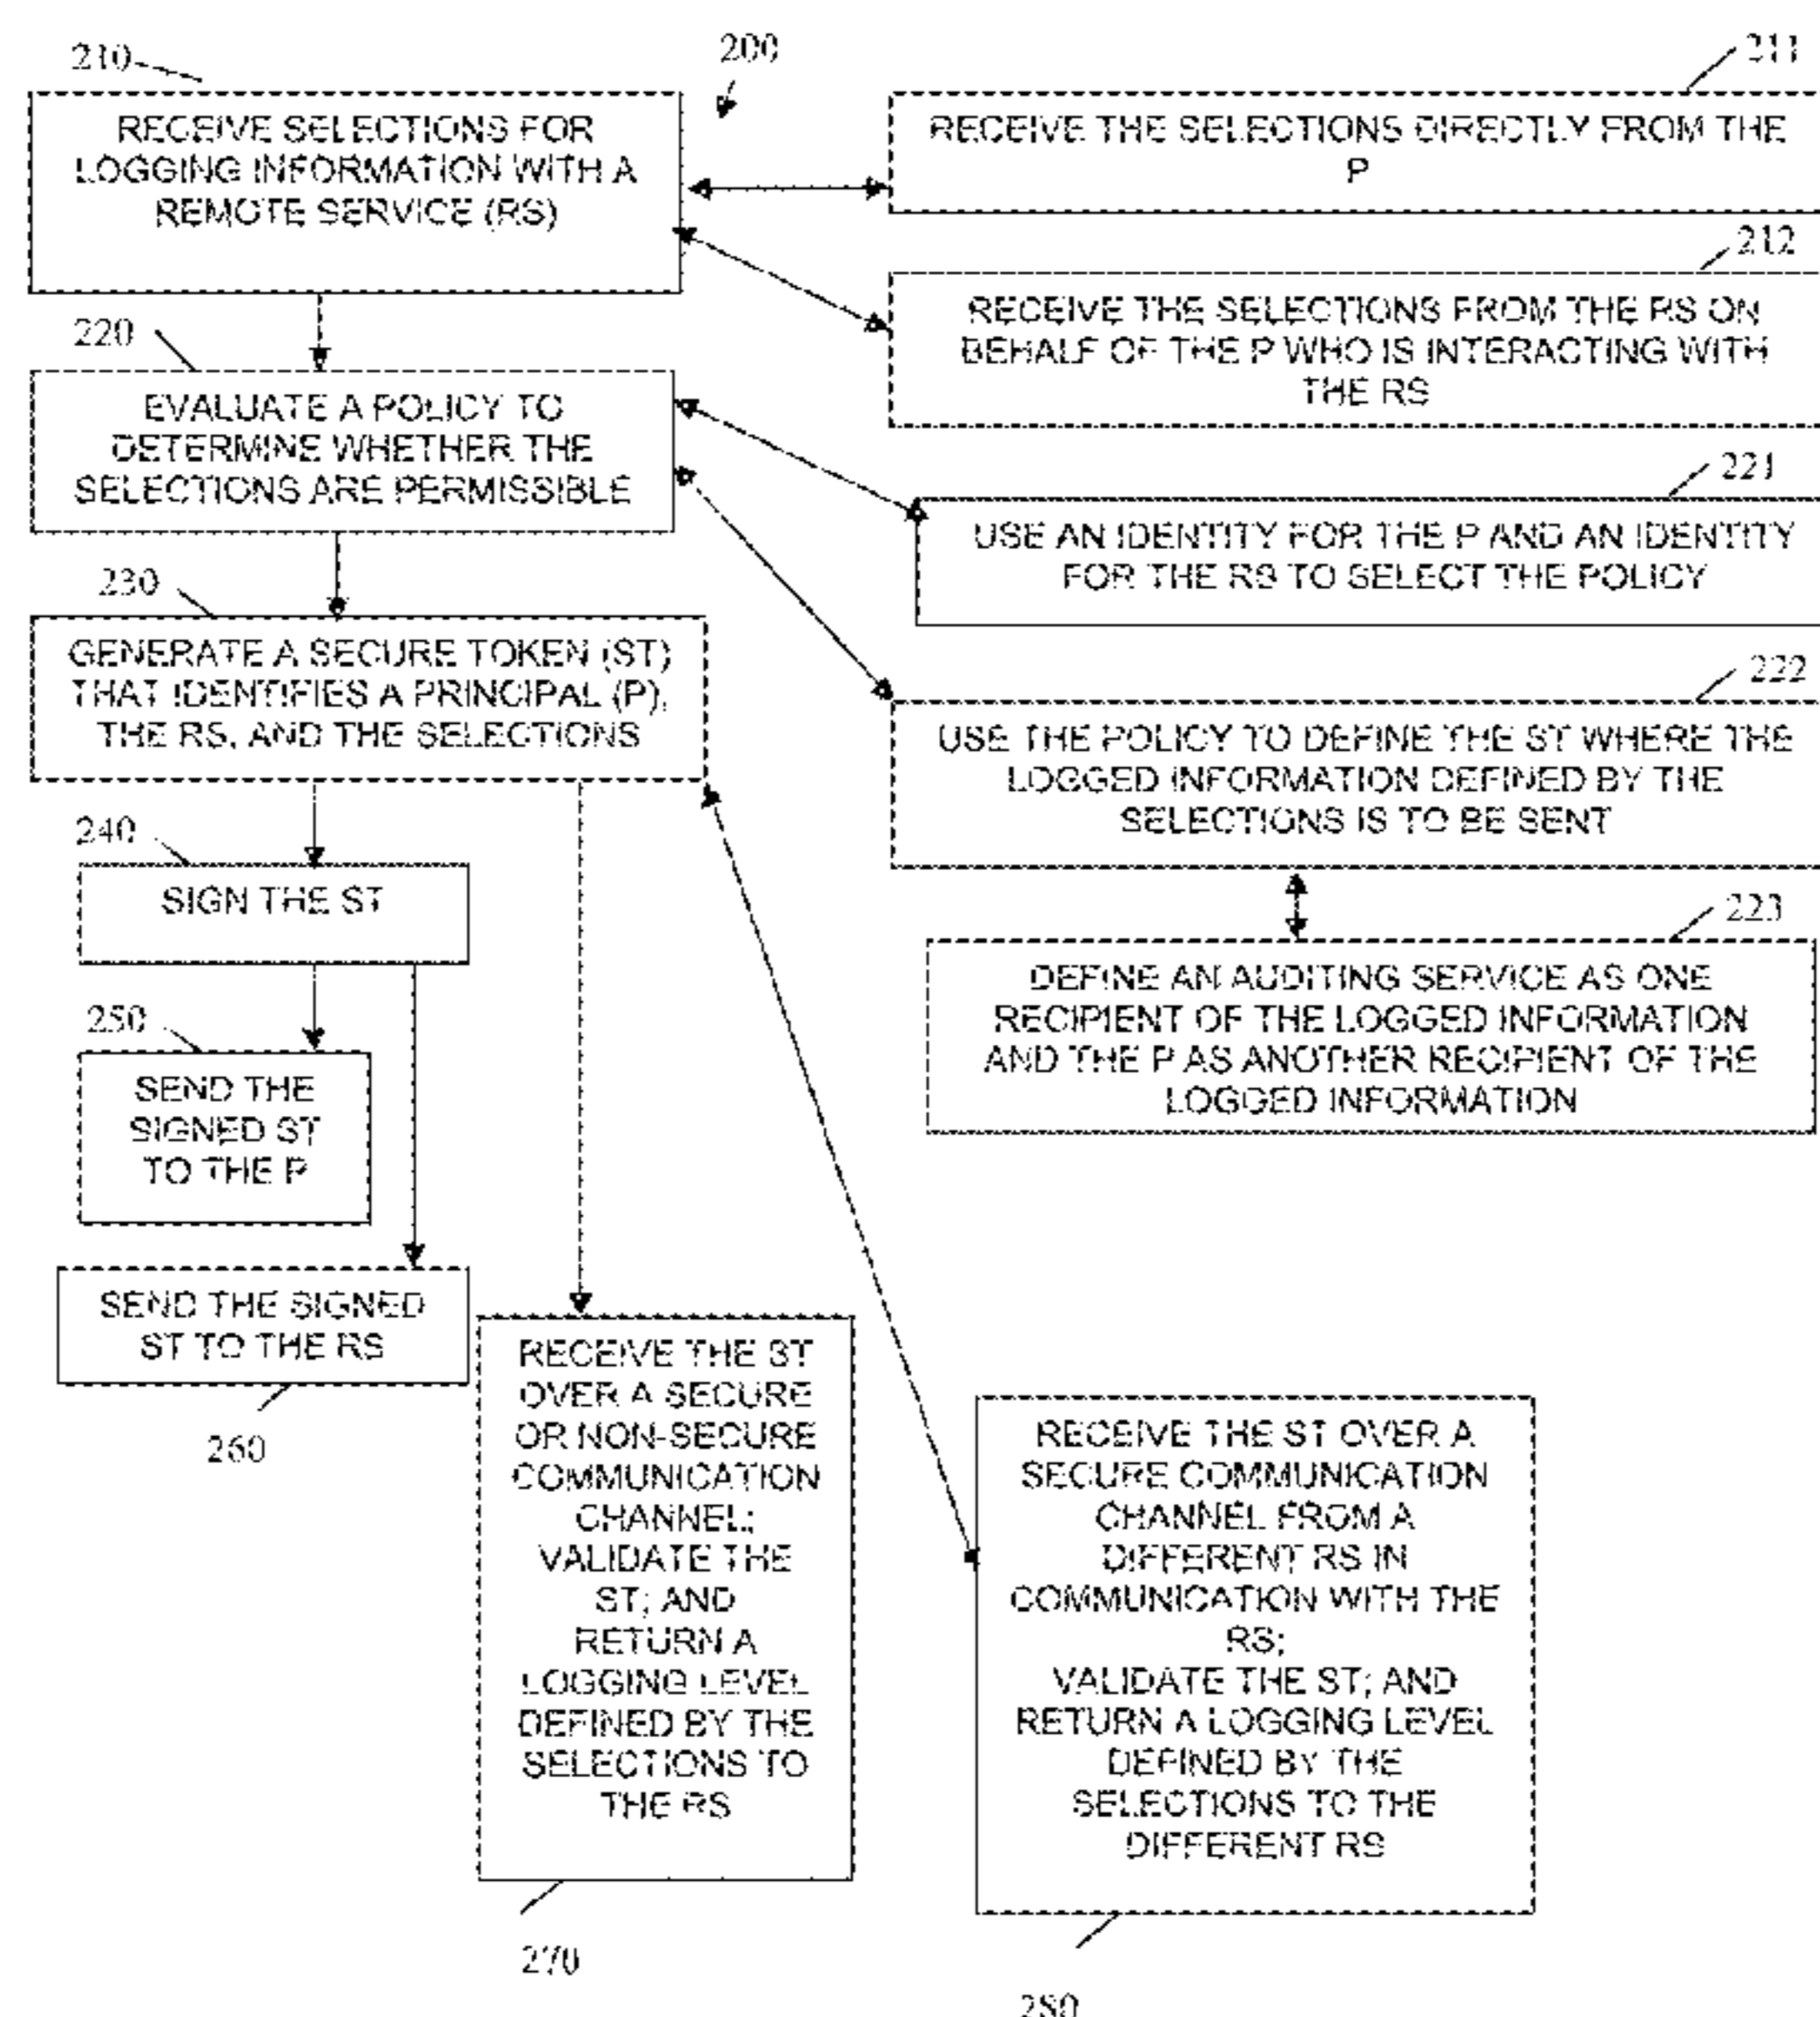 210
200
211
RECEIVE SELECTIONS FOR
LOGGING INFORMATION WITH A
REMOTE SERVICE (RS)
RECEIVE THE SELECTIONS DIRECTLY FROM THE
P
212
RECEIVE THE SELECTIONS FROM THE RS ON
BEHALF OF THE P WHO IS INTERACTING WITH
THE RS
220
EVALUATE A POLICY TO
DETERMINE WHETHER THE
SELECTIONS ARE PERMISSIBLE
221
USE AN IDENTITY FOR THE P AND AN IDENTITY
FOR THE RS TO SELECT THE POLICY
230
GENERATE A SECURE TOKEN (ST)
THAT IDENTIFIES A PRINCIPAL (P),
THE RS, AND THE SELECTIONS
222
USE THE POLICY TO DEFINE THE ST WHERE THE
LOGGED INFORMATION DEFINED BY THE
SELECTIONS IS TO BE SENT
240
SIGN THE ST
223
DEFINE AN AUDITING SERVICE AS ONE
RECIPIENT OF THE LOGGED INFORMATION
AND THE P AS ANOTHER RECIPIENT OF THE
LOGGED INFORMATION
250
SEND THE
SIGNED ST
TO THE P
SEND THE SIGNED
ST TO THE RS
260
RECEIVE THE ST
OVER A SECURE
OR NON-SECURE
COMMUNICATION
CHANNEL;
VALIDATE THE
ST; AND
RETURN A
LOGGING LEVEL
DEFINED BY THE
SELECTIONS TO
THE RS
270
RECEIVE THE ST OVER A
SECURE COMMUNICATION
CHANNEL FROM A
DIFFERENT RS IN
COMMUNICATION WITH THE
RS;
VALIDATE THE ST; AND
RETURN A LOGGING LEVEL
DEFINED BY THE
SELECTIONS TO THE
DIFFERENT RS
280